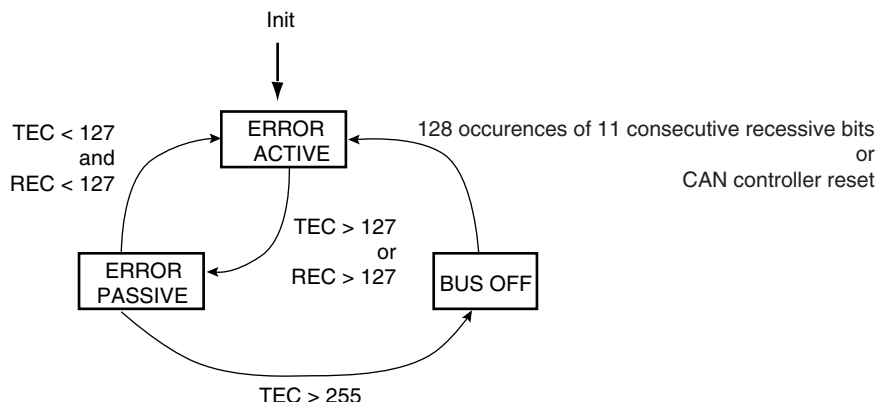 Init
ERROR
ACTIVE
TEC < 127
and
REC < 127
128 occurences of 11 consecutive recessive bits
or
CAN controller reset
TEC > 127
or
REC > 127
ERROR
PASSIVE
BUS OFF
TEC > 255